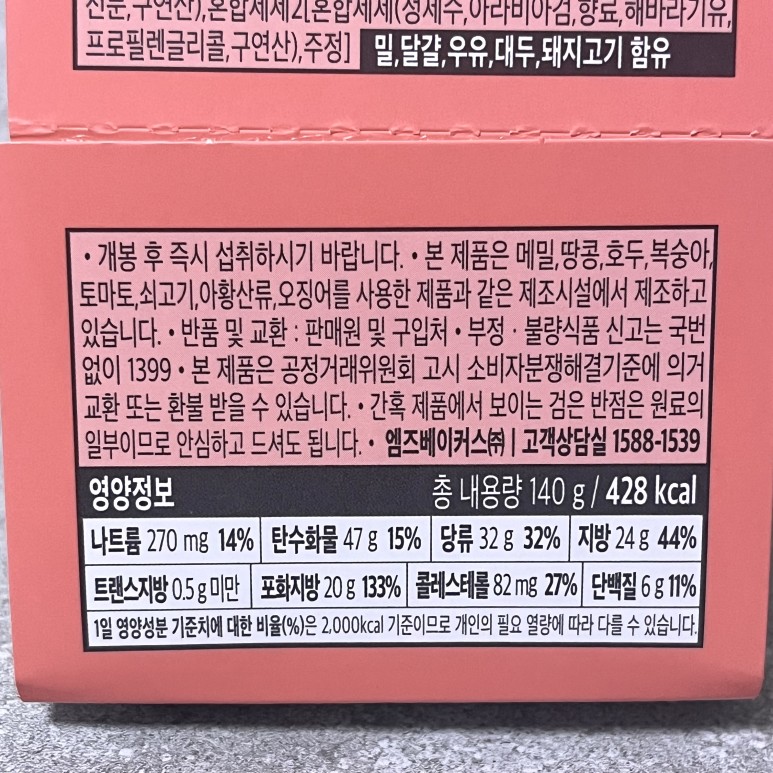 전분,구연산),혼합제제2[혼합제제(정제수,아라비아검,향료,해바라기유,
프로필렌글리콜,구연산),주정] 밀,달걀,우유,대두,돼지고기 함유
• 개봉 후 즉시 섭취하시기 바랍니다. • 본 제품은 메밀,땅콩,호두,복숭아,
토마토,쇠고기,아황산류,오징어를 사용한 제품과 같은 제조시설에서 제조하고
있습니다. • 반품 및 교환 : 판매원 및 구입처 • 부정 · 불량식품 신고는 국번
없이 1399 • 본 제품은 공정거래위원회 고시 소비자분쟁해결기준에 의거
교환 또는 환불 받을 수 있습니다. • 간혹 제품에서 보이는 검은 반점은 원료의
일부이므로 안심하고 드셔도 됩니다. • 엠즈베이커스㈜ | 고객상담실 1588-1539
영양정보 총 내용량 140 g / 428 kcal
나트륨 270 mg 14% 탄수화물 47 g 15% 당류 32 g 32% 지방 24 g 44%
트랜스지방 0.5 g 미만 포화지방 20 g 133% 콜레스테롤 82 mg 27% 단백질 6 g 11%
1일 영양성분 기준치에 대한 비율(%)은 2,000kcal 기준이므로 개인의 필요 열량에 따라 다를 수 있습니다.